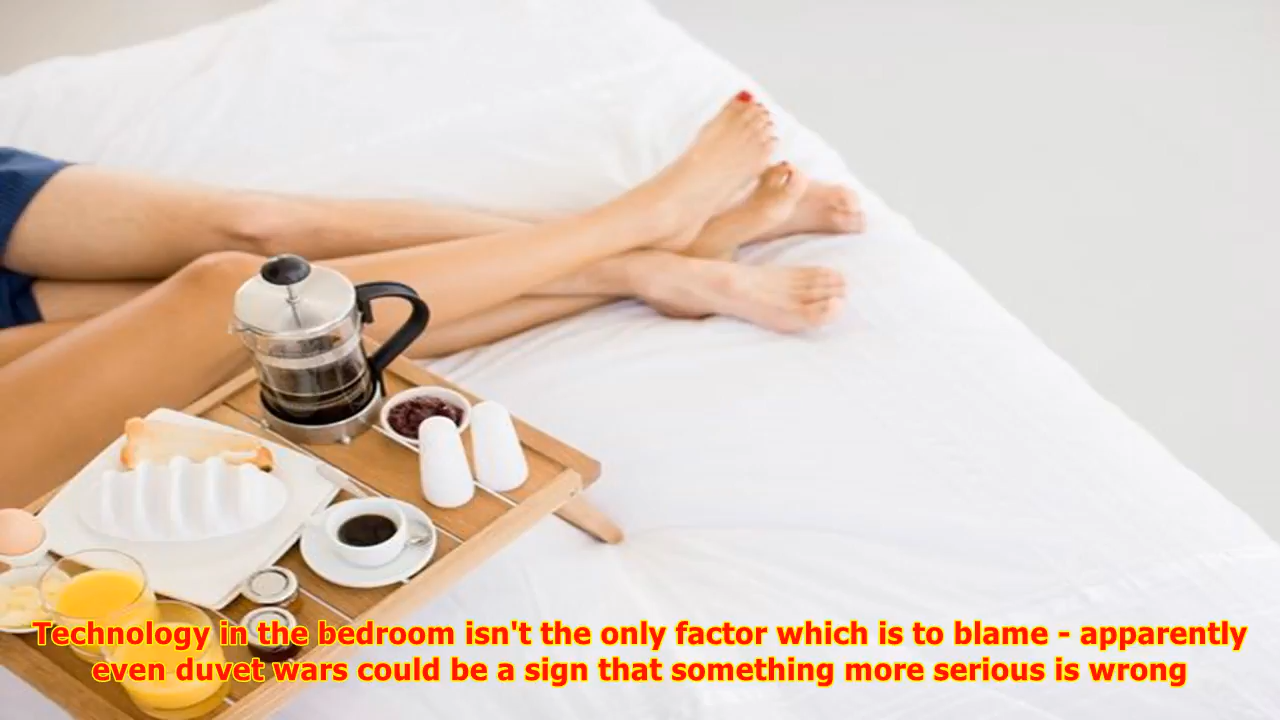 Technology in the bedroom isn't the only factor which is to blame - apparently
even duvet wars could be a sign that something more serious is wrong